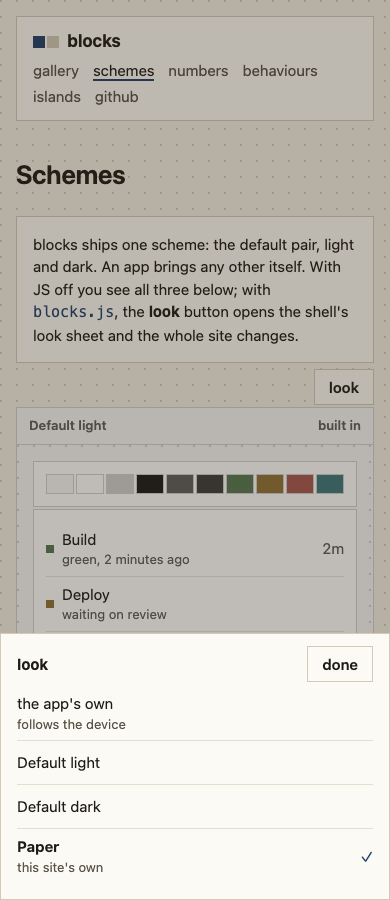 blocks
gallery schemes numbers behaviours
islands github
Schemes
blocks ships one scheme: the default pair, light
and dark. An app brings any other itself. With
JS off you see all three below; with
blocks.js, the look button opens the shell's
look sheet and the whole site changes.
look
Default light built in
Build
green, 2 minutes ago
2m
Deploy
waiting on review
look done
the app's own
follows the device
Default light
Default dark
Paper
this site's own